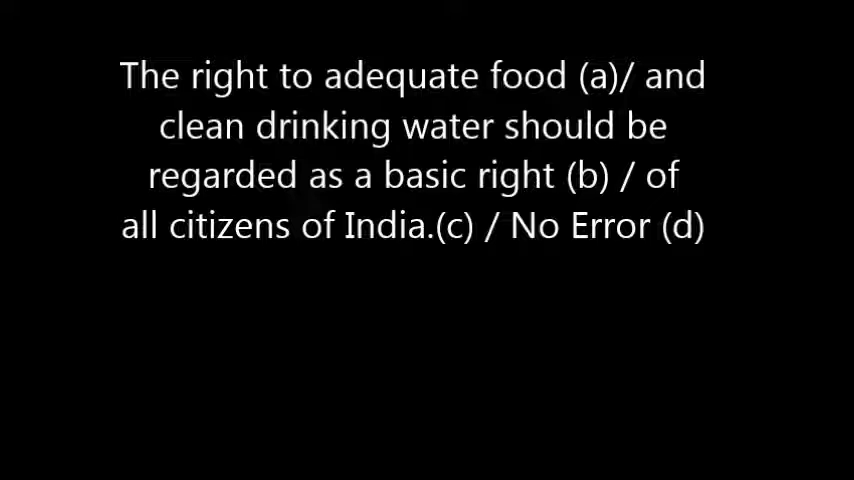 The right to adequate food (a)/ and
clean drinking water should be
regarded as a basic right (b) / of
all citizens of India.(c) / No Error (d)